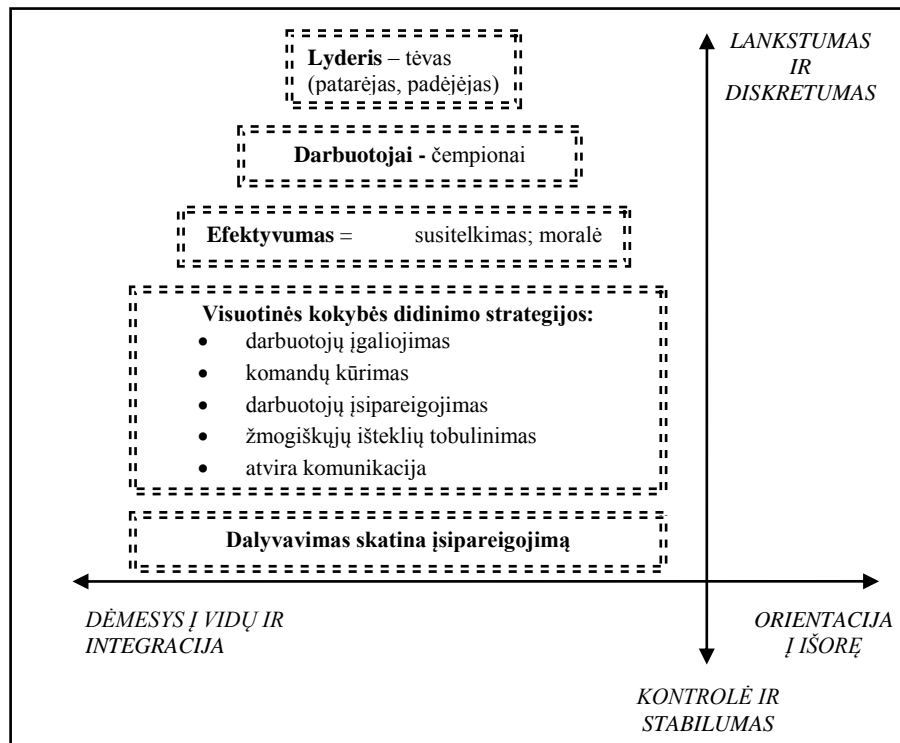 Lyderis – tėvas
(patarėjas, padėjėjas)
LANKSTUMAS
IR
DISKRETUMAS
Darbuotojai - čempionai
Efektyvumas = susitelkimas; moralė
Visuotinės kokybės didinimo strategijos:
• darbuotojų įgaliojimas
• komandų kūrimas
• darbuotojų įsipareigojimas
• žmogiškųjų išteklių tobulinimas
• atvira komunikacija
Dalyvavimas skatina įsipareigojimą
DĖMESYS Į VIDŲ IR
INTEGRACIJA
ORIENTACIJA
Į IŠORĘ
KONTROLĖ IR
STABILUMAS